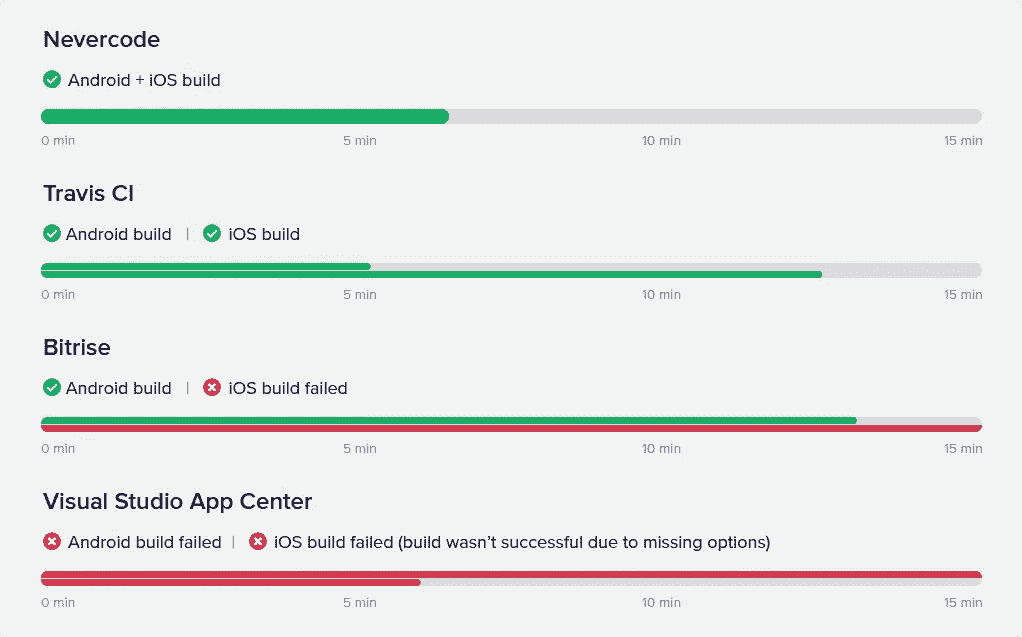 Nevercode
Android + iOS build
0 min 5 min 10 min 15 min
Travis CI
Android build | iOS build
0 min 5 min 10 min 15 min
Bitrise
Android build | iOS build failed
0 min 5 min 10 min 15 min
Visual Studio App Center
Android build failed | iOS build failed (build wasn’t successful due to missing options)
0 min 5 min 10 min 15 min